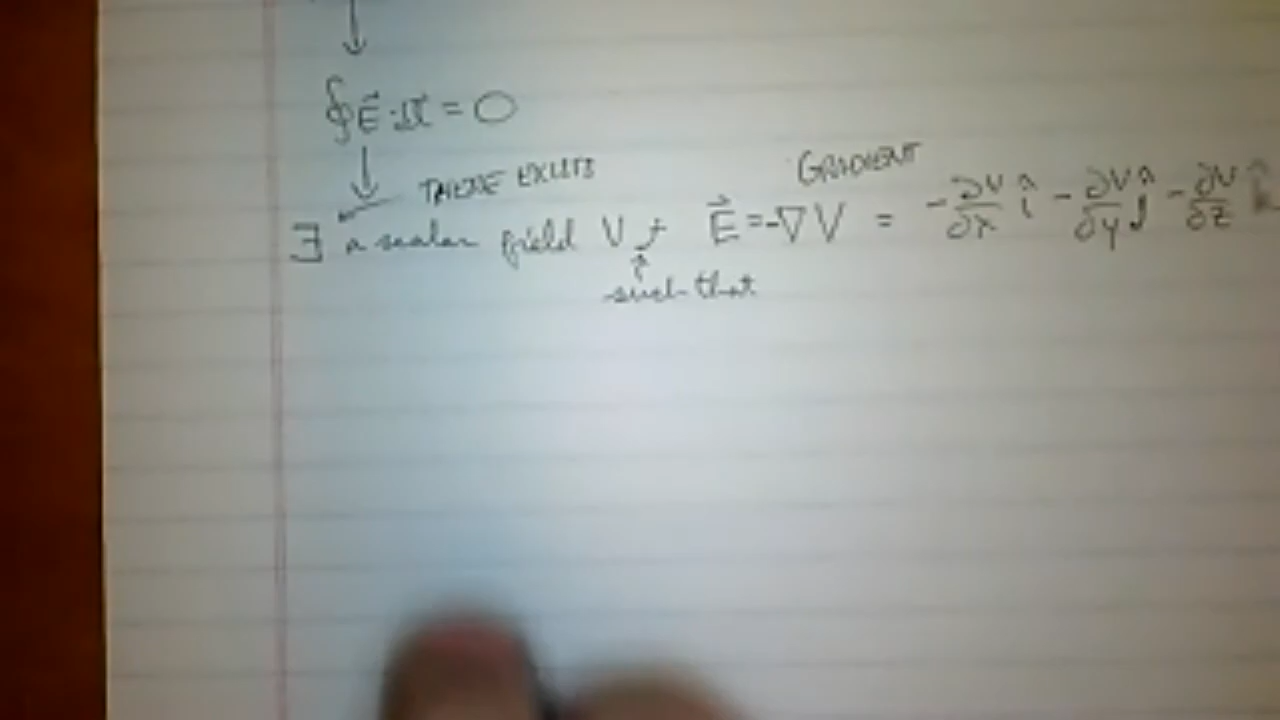 ↓
∮E⃗·dl⃗ = 0
↓ THERE EXISTS GRADIENT
∃ a scalar field V ∍ E⃗ = -∇V = -∂V/∂x î - ∂V/∂y ĵ - ∂V/∂z k̂
such that